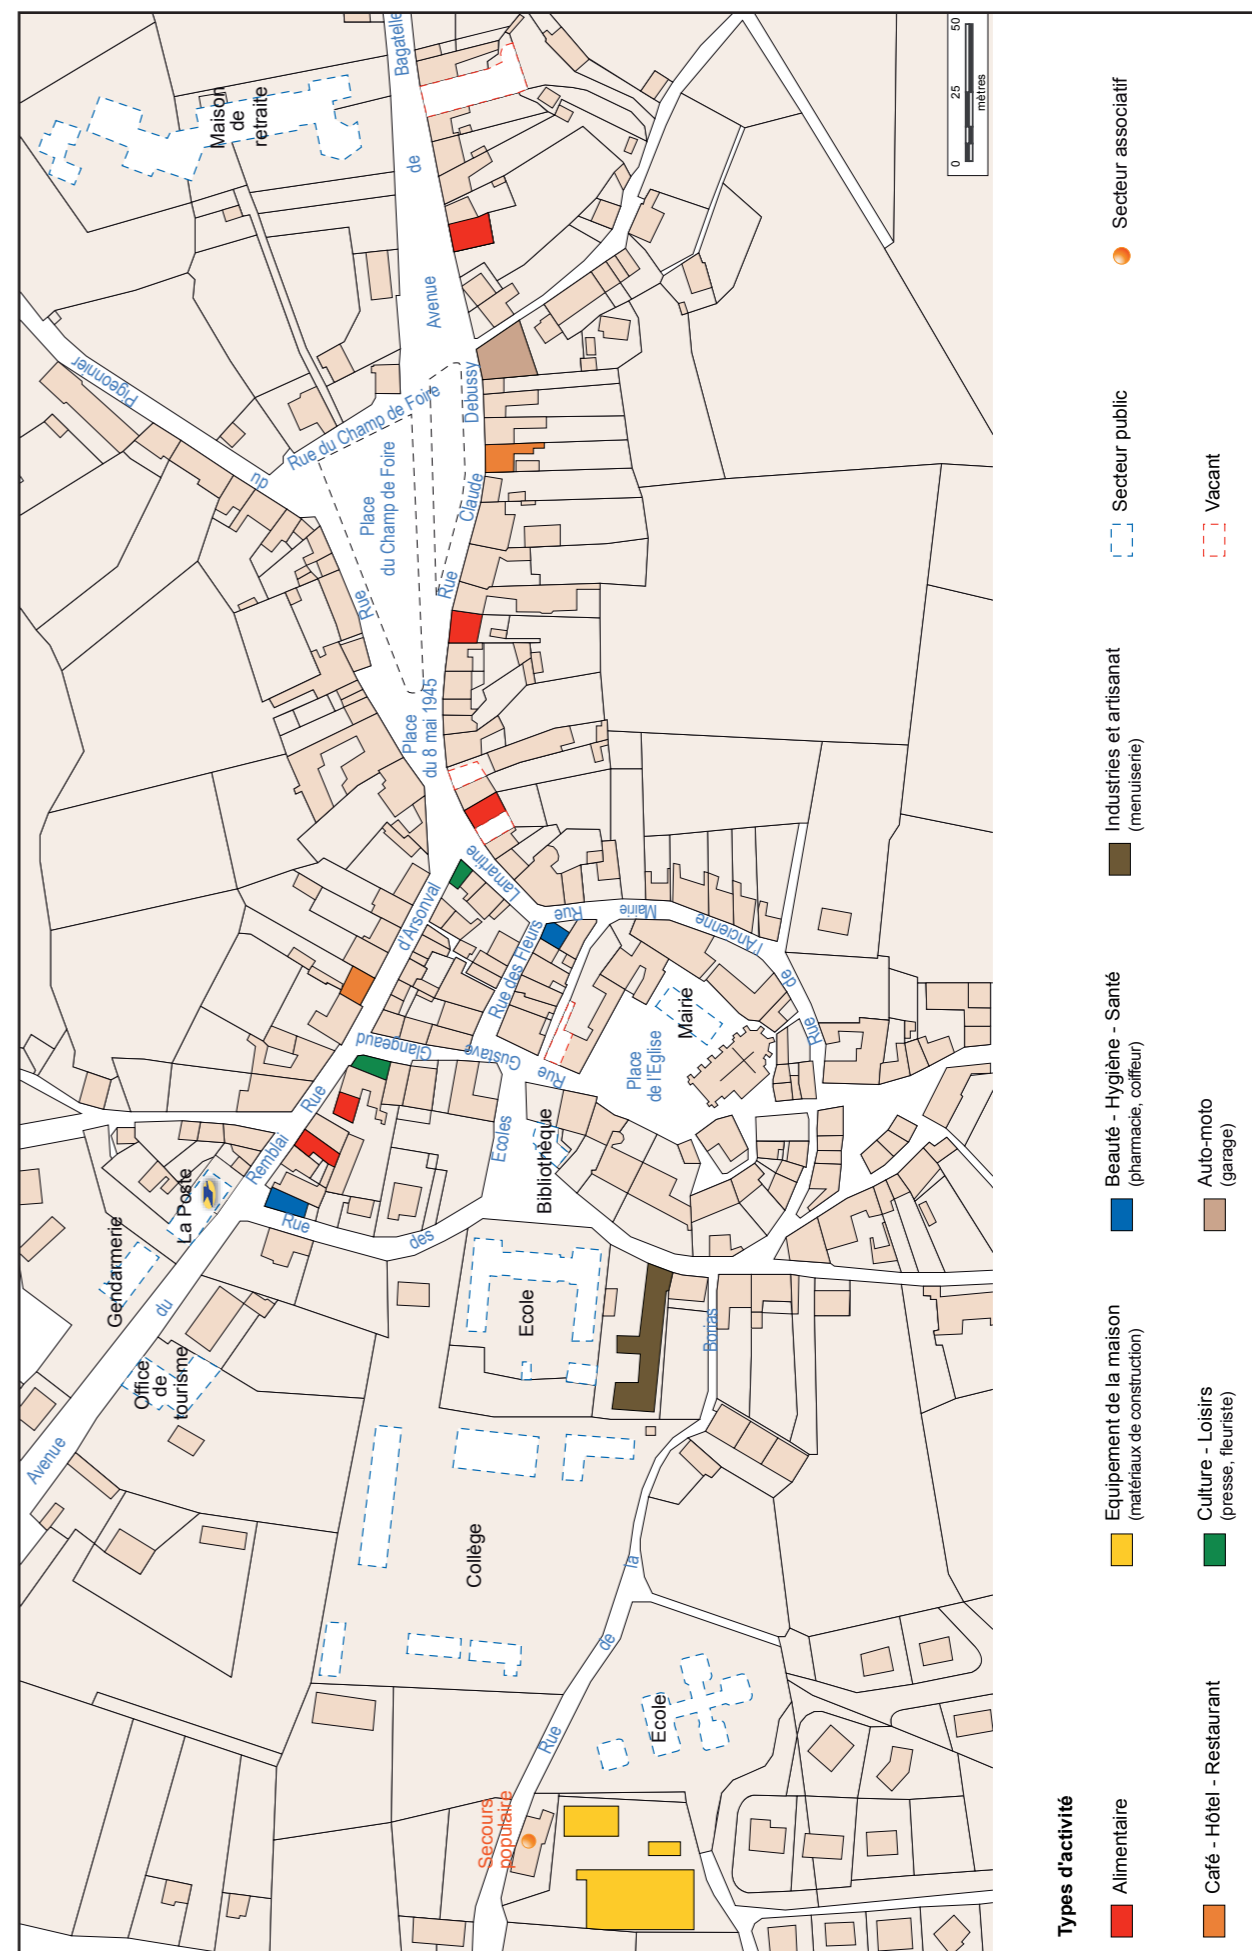 Avenue
du
Remblai
Gendarmerie
La Poste
Office
de
tourisme
Rue
des
Ecoles
Rue
d'Arsonval
Rue
Gustave
Glangeaud
Rue des Fleurs
Bibliothèque
Ecole
Collège
Place
de l'Eglise
Mairie
Rue
de
l'Ancienne
Mairie
Rue
Lamartine
Place
du 8 mai 1945
Rue
du
Pigeonnier
Place
du Champ de Foire
Rue du Champ de Foire
Rue
Claude
Debussy
Avenue
de
Bagatelle
Maison
de
retraite
Rue
de
la
Borias
Ecole
Secours
populaire
0
25
50
mètres
Types d'activité
Alimentaire
Equipement de la maison
(matériaux de construction)
Beauté - Hygiène - Santé
(pharmacie, coiffeur)
Industries et artisanat
(menuiserie)
Secteur public
Secteur associatif
Café - Hôtel - Restaurant
Culture - Loisirs
(presse, fleuriste)
Auto-moto
(garage)
Vacant